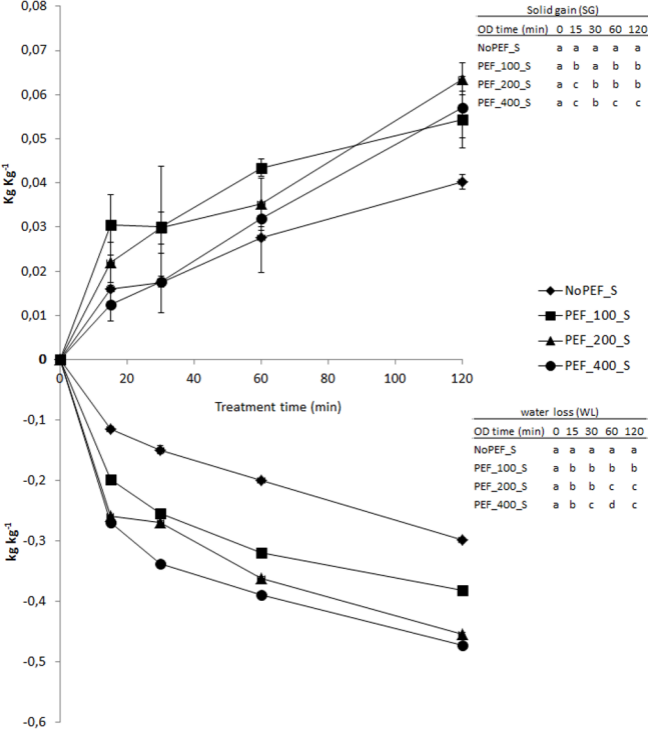 Solid gain (SG)
OD time (min) 0 15 30 60 120
NoPEF_S a a a a a
PEF_100_S a b a b b
PEF_200_S a c b b b
PEF_400_S a c b c c
0,08
0,07
0,06
0,05
0,04
0,03
0,02
0,01
0
Kg Kg-1
0 20 40 60 80 100 120
Treatment time (min)
NoPEF_S
PEF_100_S
PEF_200_S
PEF_400_S
water loss (WL)
OD time (min) 0 15 30 60 120
NoPEF_S a a a a a
PEF_100_S a b b b b
PEF_200_S a b b c c
PEF_400_S a b c d c
-0,1
-0,2
-0,3
-0,4
-0,5
-0,6
kg kg-1